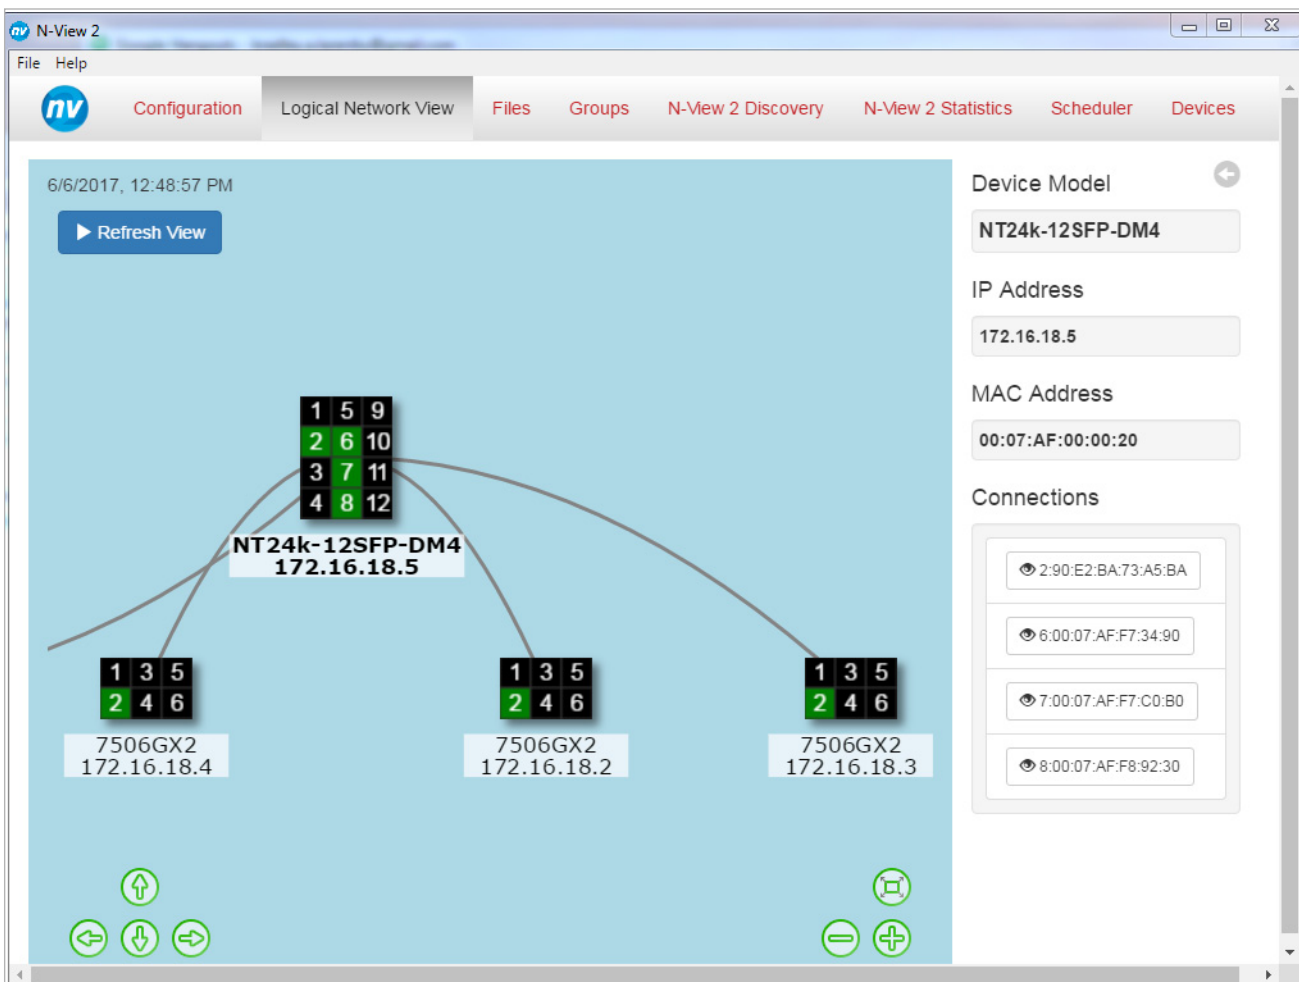 N-View 2
File Help
nv Configuration Logical Network View Files Groups N-View 2 Discovery N-View 2 Statistics Scheduler Devices
6/6/2017, 12:48:57 PM
Refresh View
1 5 9
2 6 10
3 7 11
4 8 12
NT24k-12SFP-DM4
172.16.18.5
1 3 5
2 4 6
7506GX2
172.16.18.4
1 3 5
2 4 6
7506GX2
172.16.18.2
1 3 5
2 4 6
7506GX2
172.16.18.3
Device Model
NT24k-12SFP-DM4
IP Address
172.16.18.5
MAC Address
00:07:AF:00:00:20
Connections
2:90:E2:BA:73:A5:BA
6:00:07:AF:F7:34:90
7:00:07:AF:F7:C0:B0
8:00:07:AF:F8:92:30